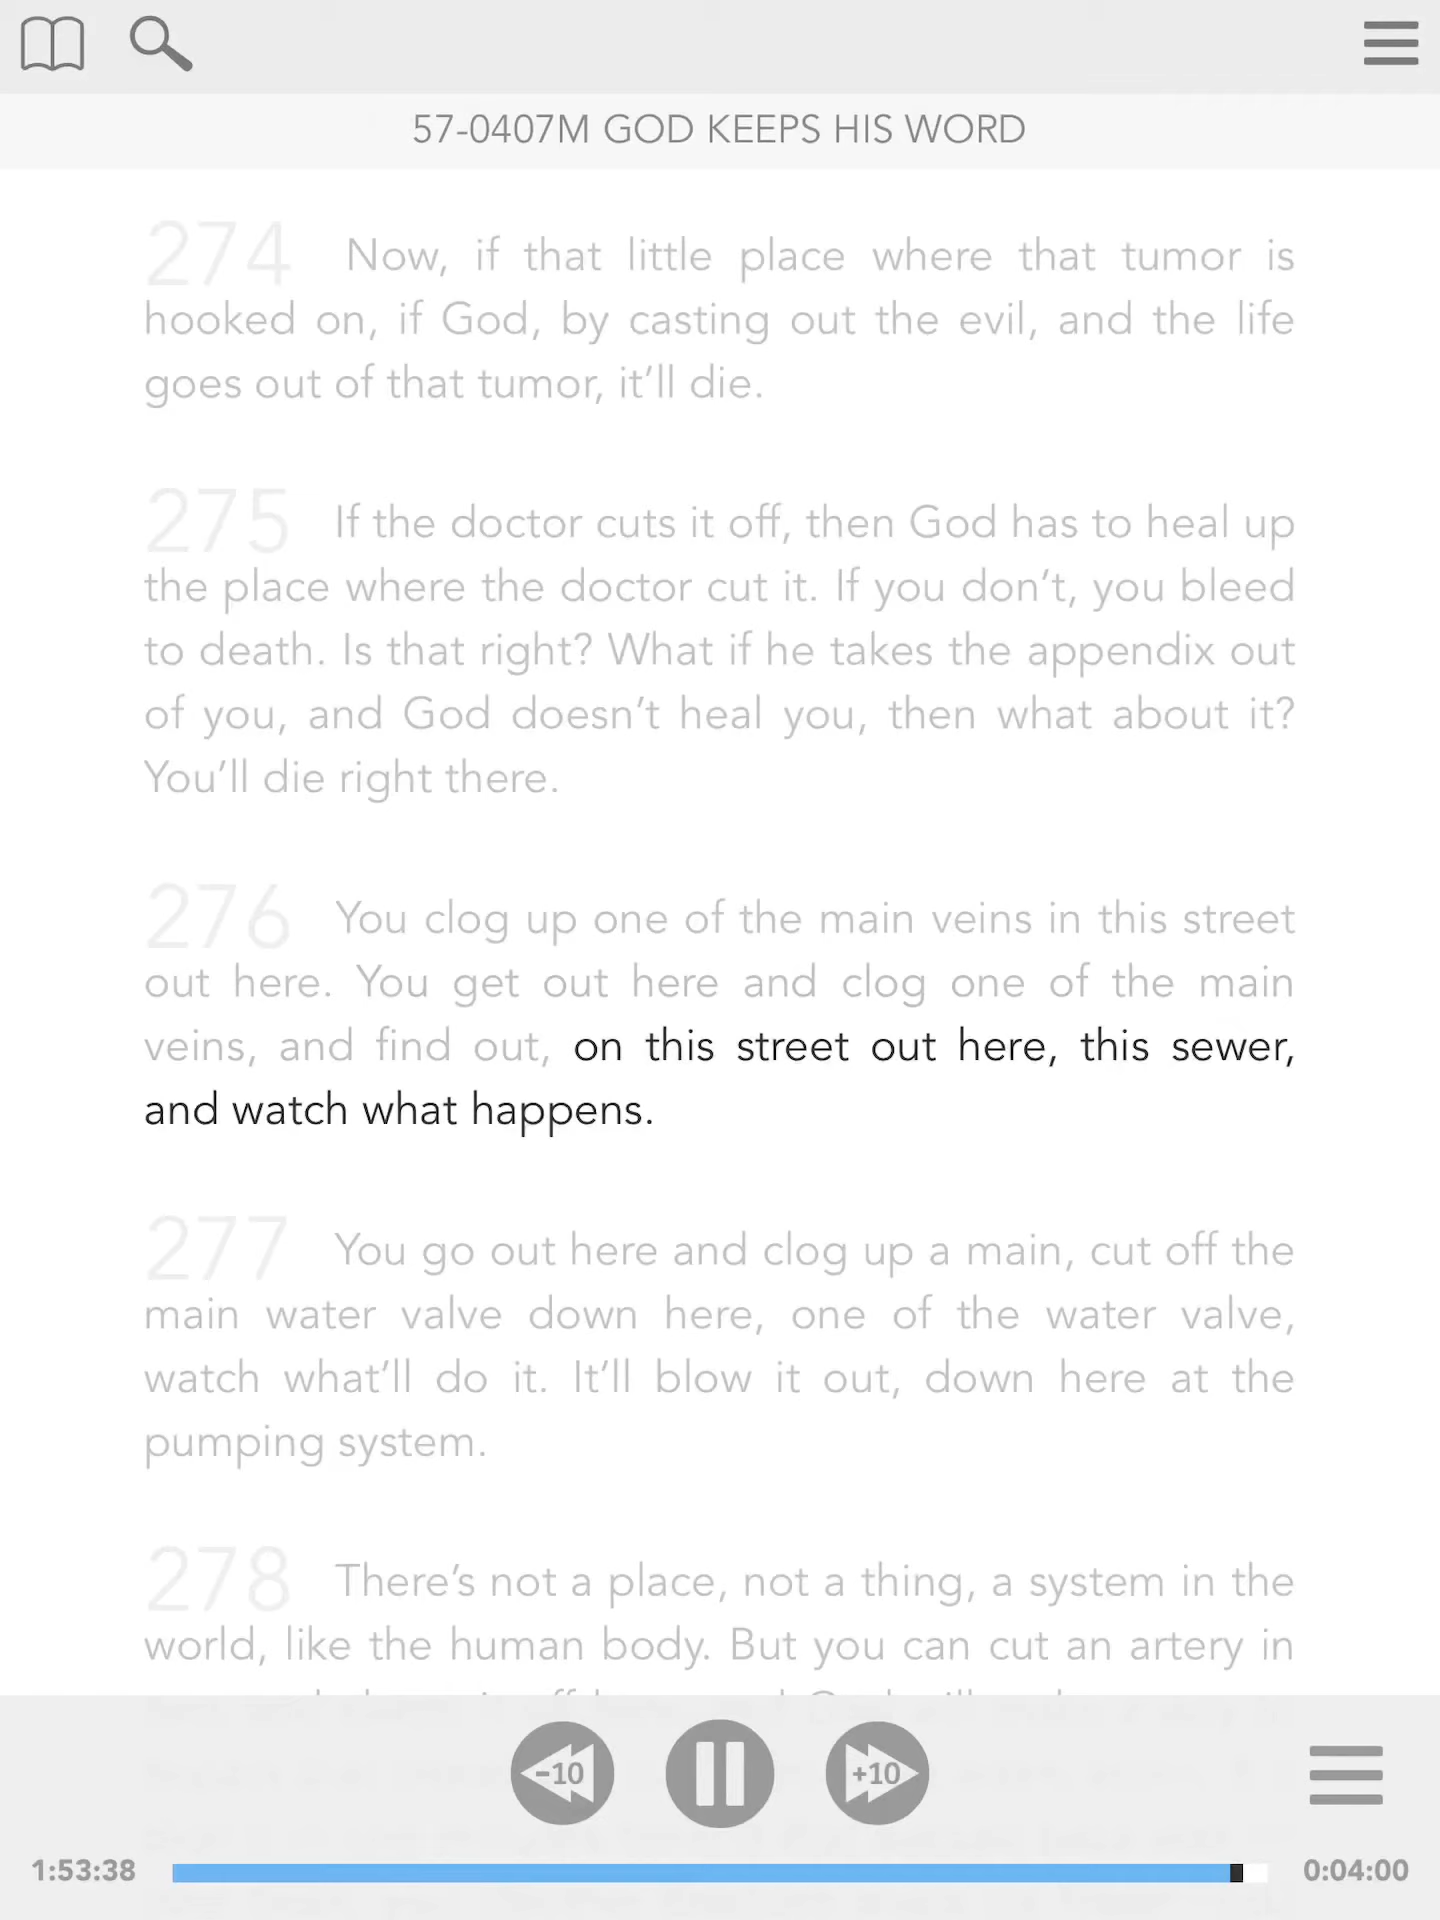 57-0407M GOD KEEPS HIS WORD
274 Now, if that little place where that tumor is
hooked on, if God, by casting out the evil, and the life
goes out of that tumor, it’ll die.
275 If the doctor cuts it off, then God has to heal up
the place where the doctor cut it. If you don’t, you bleed
to death. Is that right? What if he takes the appendix out
of you, and God doesn’t heal you, then what about it?
You’ll die right there.
276 You clog up one of the main veins in this street
out here. You get out here and clog one of the main
veins, and find out, on this street out here, this sewer,
and watch what happens.
277 You go out here and clog up a main, cut off the
main water valve down here, one of the water valve,
watch what’ll do it. It’ll blow it out, down here at the
pumping system.
278 There’s not a place, not a thing, a system in the
world, like the human body. But you can cut an artery in
-10 +10
1:53:38 0:04:00